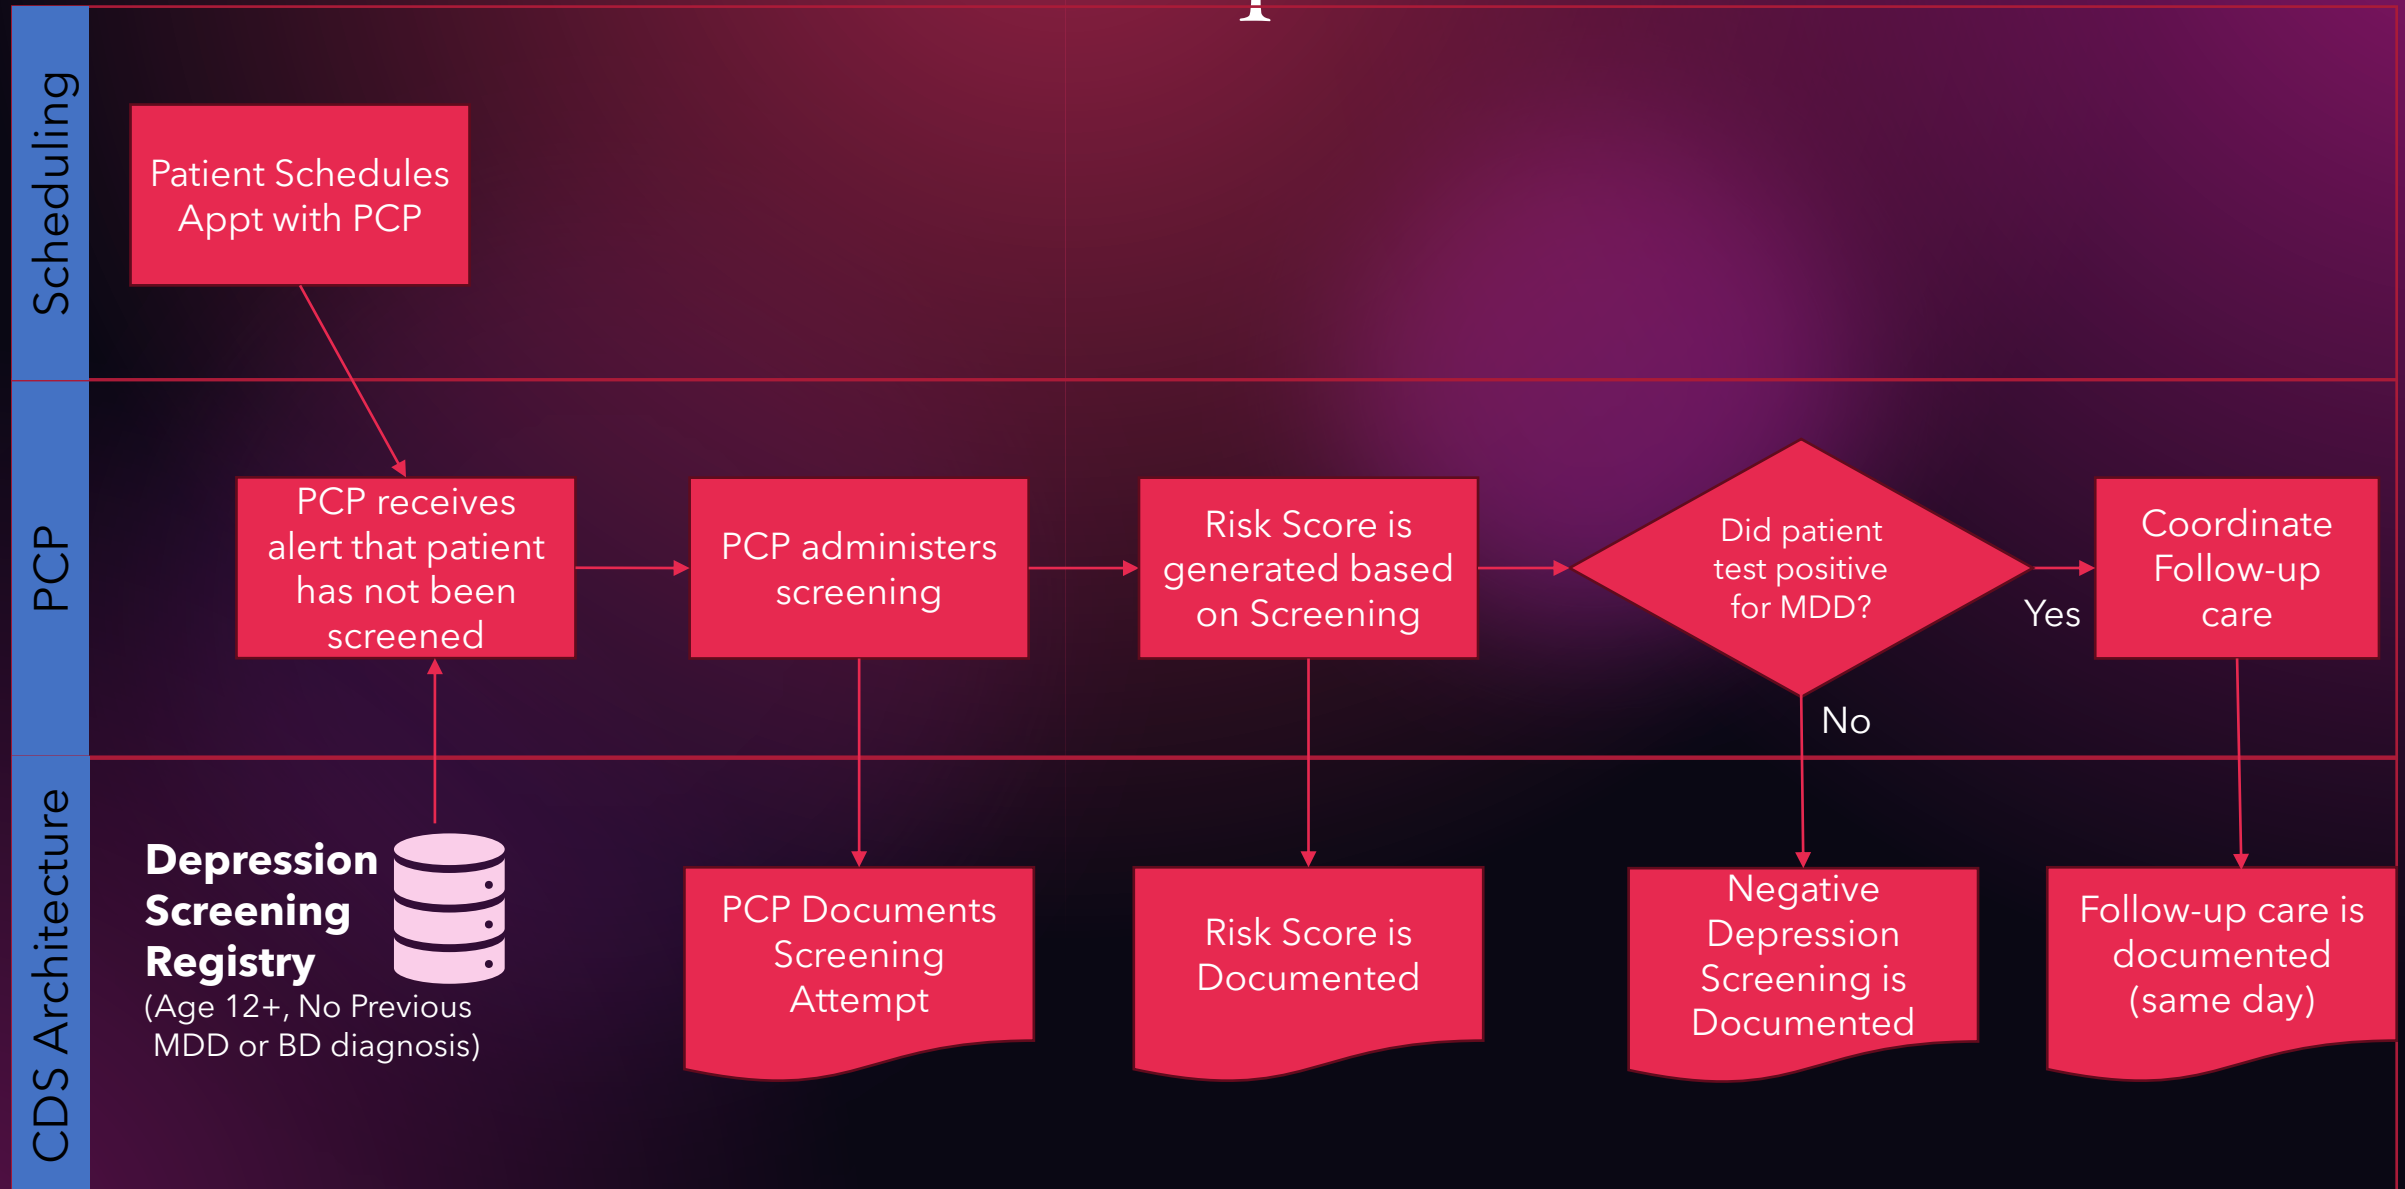 Scheduling
Patient Schedules
Appt with PCP
PCP
PCP receives
alert that patient
has not been
screened
PCP administers
screening
Risk Score is
generated based
on Screening
Did patient
test positive
for MDD?
Yes
No
Coordinate
Follow-up
care
CDS Architecture
Depression
Screening
Registry
(Age 12+, No Previous
MDD or BD diagnosis)
PCP Documents
Screening
Attempt
Risk Score is
Documented
Negative
Depression
Screening is
Documented
Follow-up care is
documented
(same day)